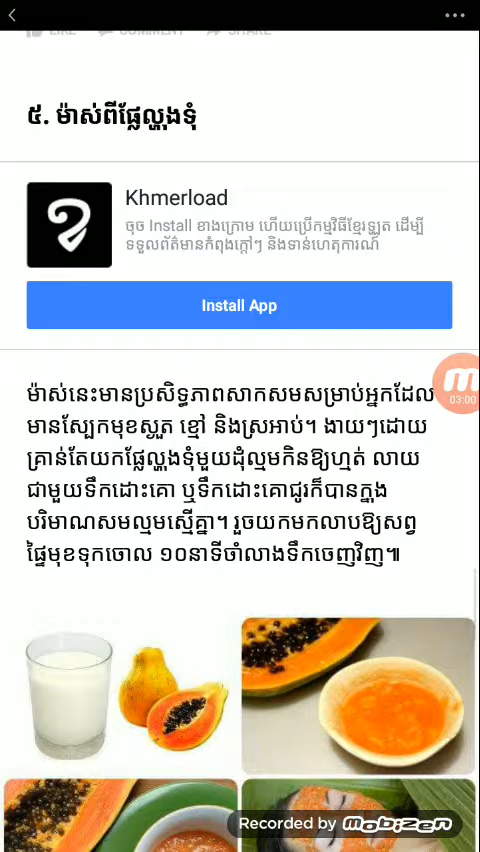 LIKE COMMENT SHARE
៥. ម៉ាស់ពីផ្លែល្ហុងទុំ
Khmerload
ចុច Install ខាងក្រោម ហើយប្រើកម្មវិធីខ្មែរឡូត ដើម្បី
ទទួលព័ត៌មានកំពុងក្តៅៗ និងទាន់ហេតុការណ៍
Install App
ម៉ាស់នេះមានប្រសិទ្ធភាពសាកសមសម្រាប់អ្នកដែល
មានស្បែកមុខស្ងួត ខ្មៅ និងស្រអាប់។ ងាយៗដោយ
គ្រាន់តែយកផ្លែល្ហុងទុំមួយដុំល្មមកិនឱ្យហ្មត់ លាយ
ជាមួយទឹកដោះគោ ឬទឹកដោះគោជូរក៏បានក្នុង
បរិមាណសមល្មមស្មើគ្នា។ រួចយកមកលាបឱ្យសព្វ
ផ្ទៃមុខទុកចោល ១០នាទីចាំលាងទឹកចេញវិញ៕
03:00
Recorded by mobizen